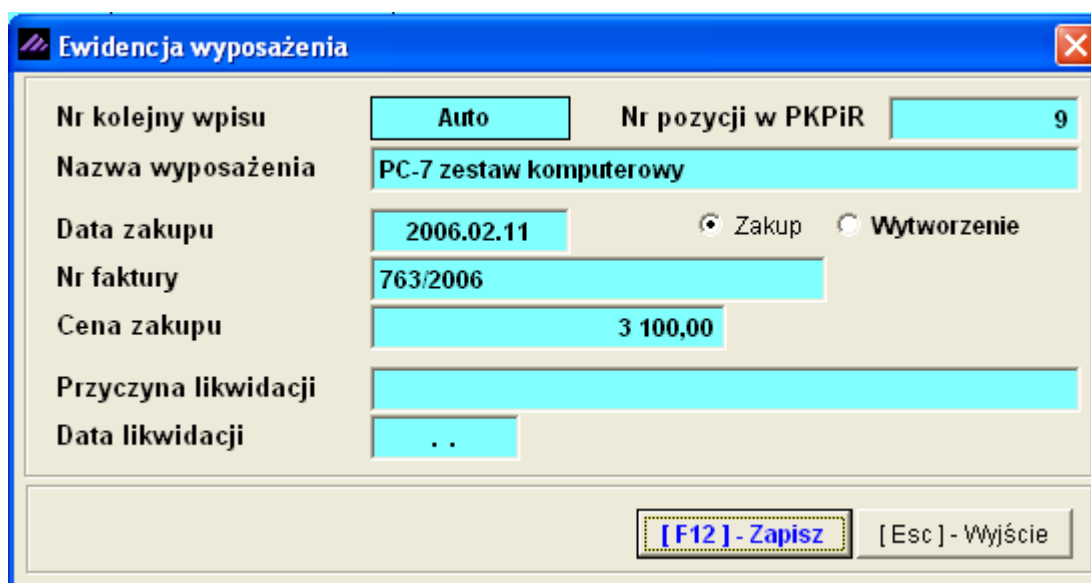 Ewidencja wyposażenia
Nr kolejny wpisu Auto Nr pozycji w PKPiR 9
Nazwa wyposażenia PC-7 zestaw komputerowy
Data zakupu 2006.02.11 Zakup Wytworzenie
Nr faktury 763/2006
Cena zakupu 3 100,00
Przyczyna likwidacji
Data likwidacji . .
[ F12 ] - Zapisz [ Esc ] - Wyjście